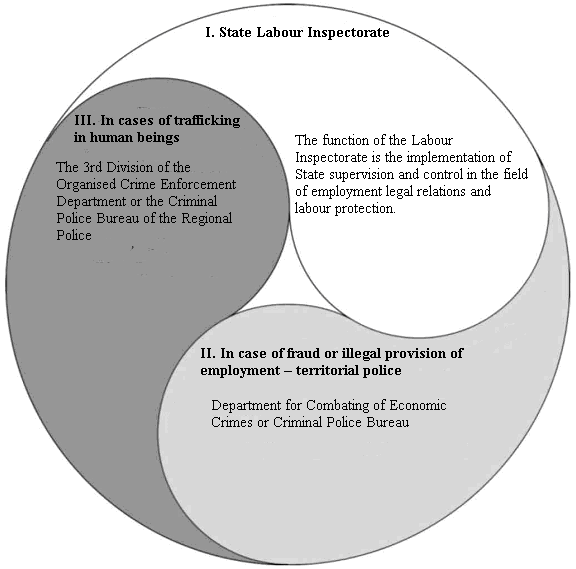 I. State Labour Inspectorate
III. In cases of trafficking
in human beings
The 3rd Division of the
Organised Crime Enforcement
Department or the Criminal
Police Bureau of the Regional
Police
The function of the Labour
Inspectorate is the implementation of
State supervision and control in the field
of employment legal relations and
labour protection.
II. In case of fraud or illegal provision of
employment – territorial police
Department for Combating of Economic
Crimes or Criminal Police Bureau